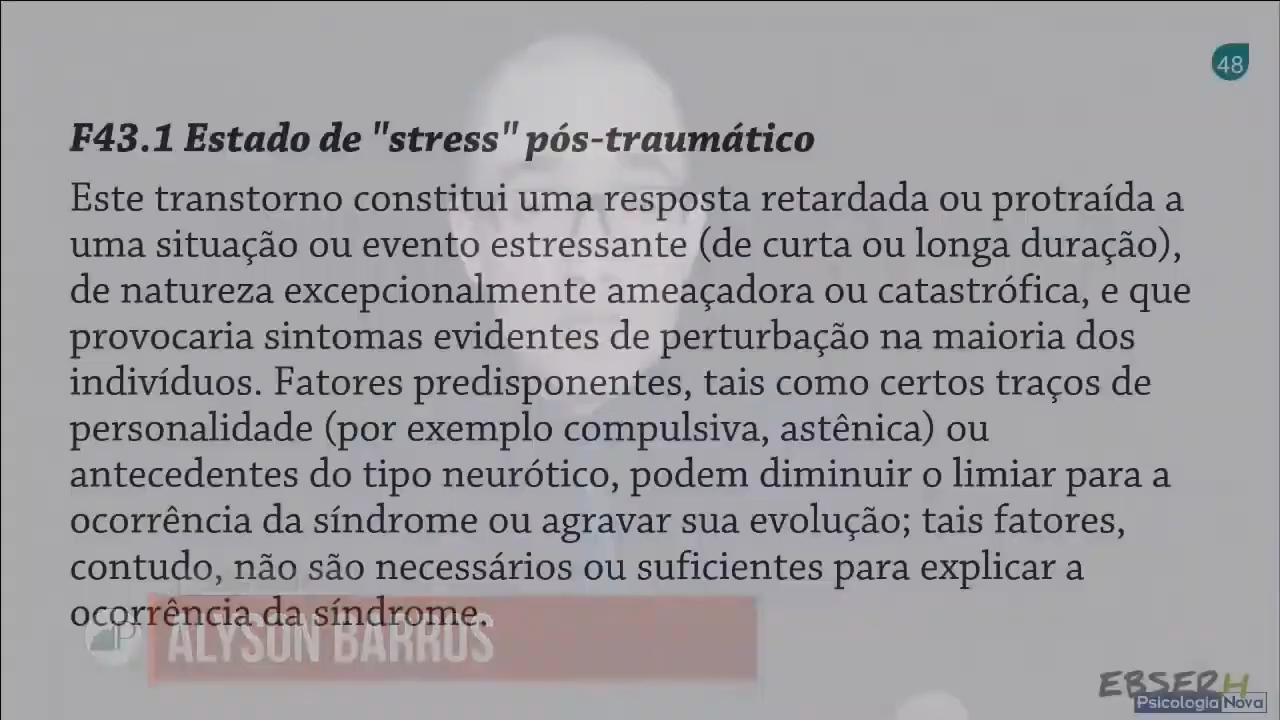 48
F43.1 Estado de "stress" pós-traumático
Este transtorno constitui uma resposta retardada ou protraída a
uma situação ou evento estressante (de curta ou longa duração),
de natureza excepcionalmente ameaçadora ou catastrófica, e que
provocaria sintomas evidentes de perturbação na maioria dos
indivíduos. Fatores predisponentes, tais como certos traços de
personalidade (por exemplo compulsiva, astênica) ou
antecedentes do tipo neurótico, podem diminuir o limiar para a
ocorrência da síndrome ou agravar sua evolução; tais fatores,
contudo, não são necessários ou suficientes para explicar a
ocorrência da síndrome.
ALYSON BARROS
EBSERH
Psicologia Nova